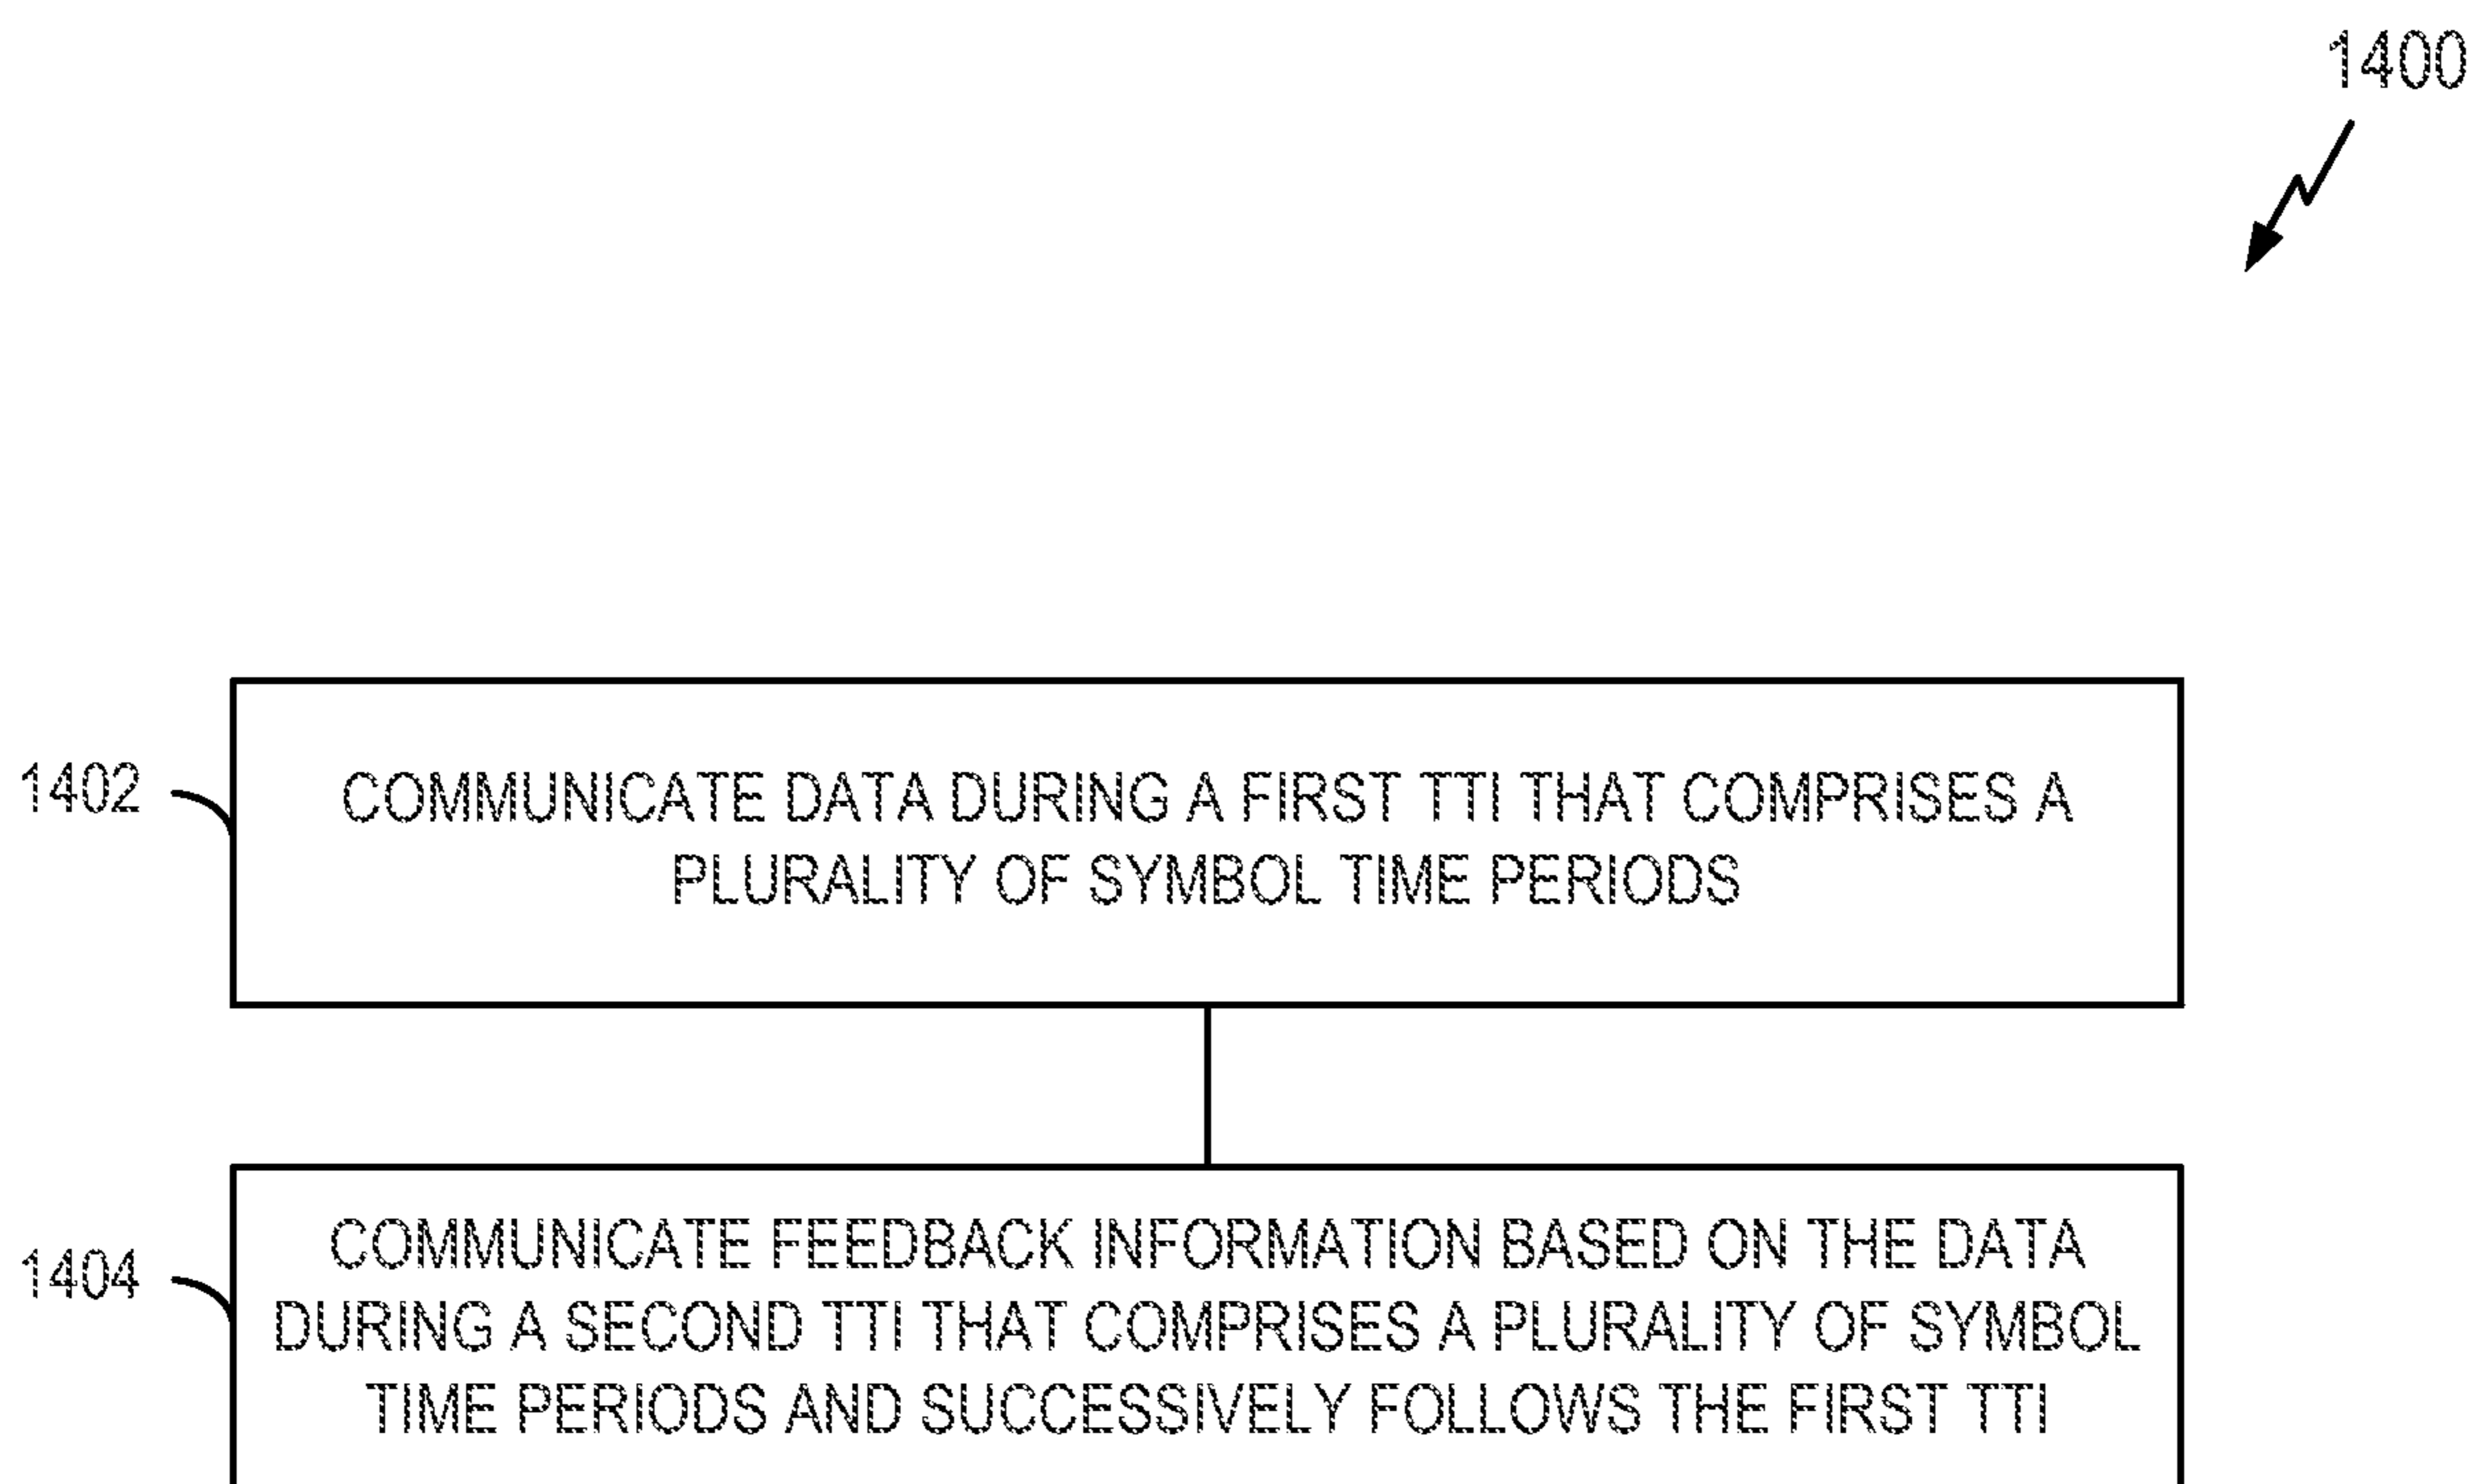 1400
1402
COMMUNICATE DATA DURING A FIRST TTI THAT COMPRISES A
PLURALITY OF SYMBOL TIME PERIODS
1404
COMMUNICATE FEEDBACK INFORMATION BASED ON THE DATA
DURING A SECOND TTI THAT COMPRISES A PLURALITY OF SYMBOL
TIME PERIODS AND SUCCESSIVELY FOLLOWS THE FIRST TTI